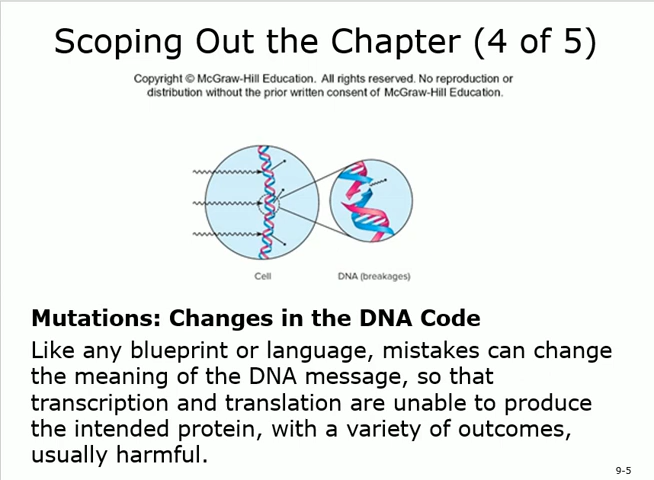 Scoping Out the Chapter (4 of 5)
Copyright © McGraw-Hill Education. All rights reserved. No reproduction or
distribution without the prior written consent of McGraw-Hill Education.
Cell
DNA (breakages)
Mutations: Changes in the DNA Code
Like any blueprint or language, mistakes can change
the meaning of the DNA message, so that
transcription and translation are unable to produce
the intended protein, with a variety of outcomes,
usually harmful.
9-5